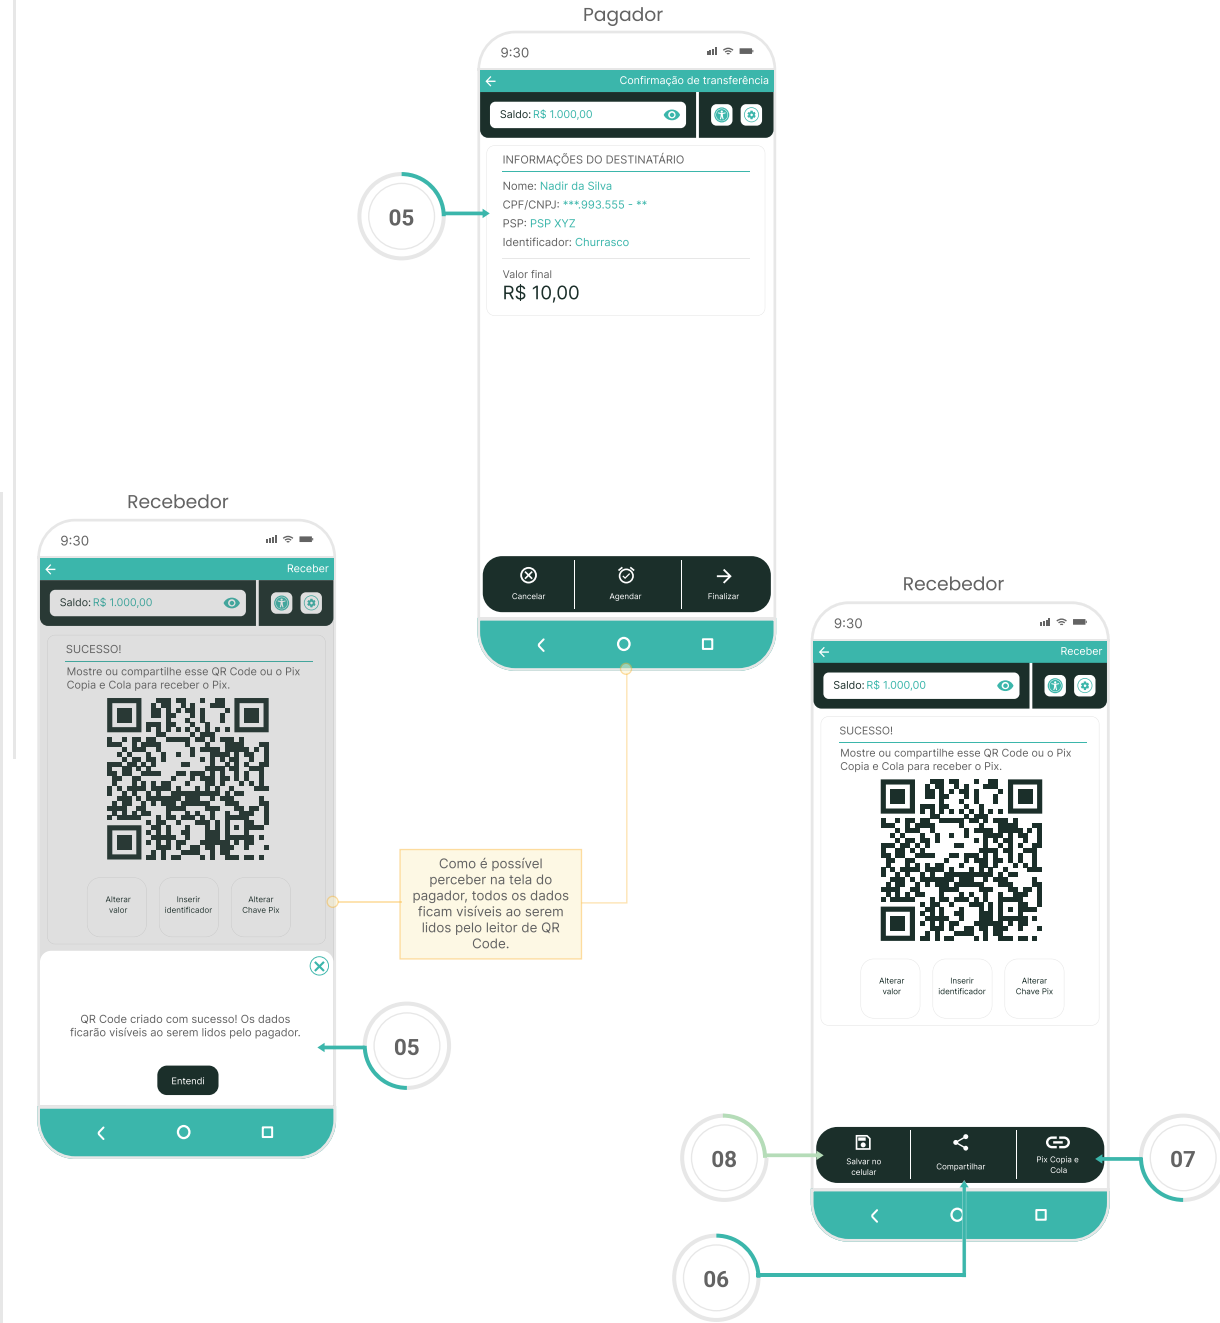 Pagador
9:30
Confirmação de transferência
Saldo: R$ 1.000,00
INFORMAÇÕES DO DESTINATÁRIO
Nome: Nadir da Silva
CPF/CNPJ: ***.993.555 - **
PSP: PSP XYZ
Identificador: Churrasco
Valor final
R$ 10,00
05
Cancelar
Agendar
Finalizar
Recebedor
9:30
Receber
Saldo: R$ 1.000,00
SUCESSO!
Mostre ou compartilhe esse QR Code ou o Pix
Copia e Cola para receber o Pix.
Alterar
valor
Inserir
identificador
Alterar
Chave Pix
QR Code criado com sucesso! Os dados
ficarão visíveis ao serem lidos pelo pagador.
Entendi
05
Como é possível
perceber na tela do
pagador, todos os dados
ficam visíveis ao serem
lidos pelo leitor de QR
Code.
Recebedor
9:30
Receber
Saldo: R$ 1.000,00
SUCESSO!
Mostre ou compartilhe esse QR Code ou o Pix
Copia e Cola para receber o Pix.
Alterar
valor
Inserir
identificador
Alterar
Chave Pix
Salvar no
celular
Compartilhar
Pix Copia e
Cola
08
07
06